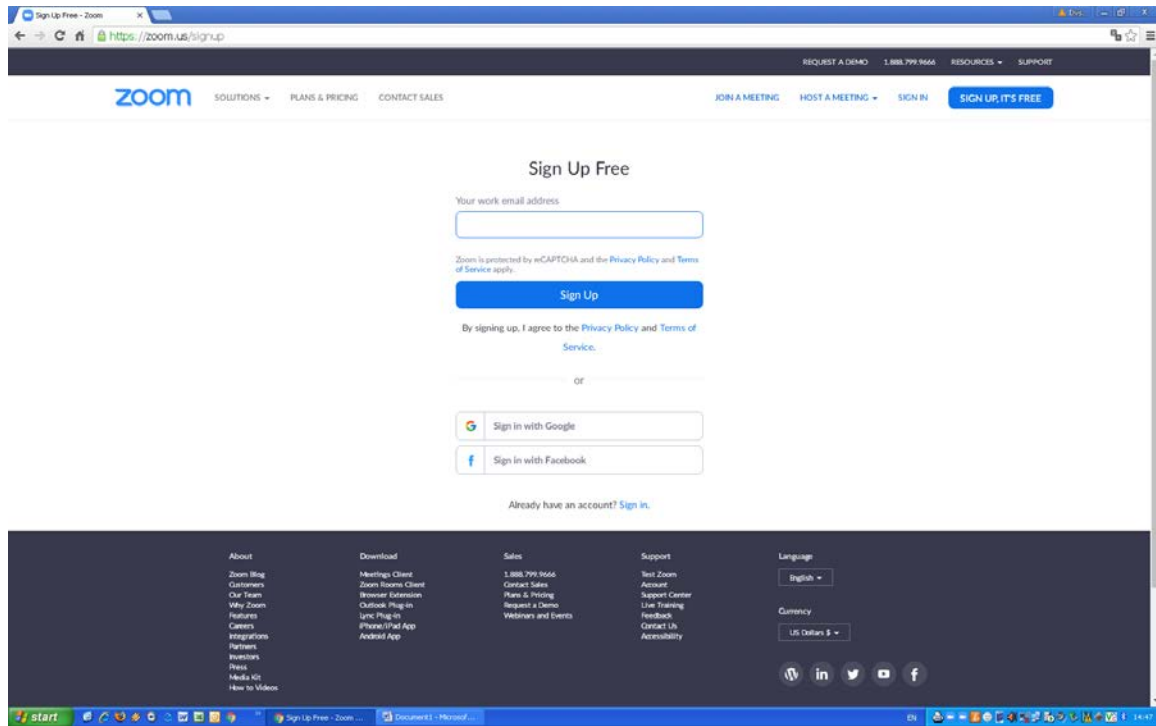 Sign Up Free - Zoom
https://zoom.us/signup
REQUEST A DEMO 1.888.799.9666 RESOURCES SUPPORT
zoom SOLUTIONS PLANS & PRICING CONTACT SALES JOIN A MEETING HOST A MEETING SIGN IN SIGN UP, IT'S FREE
Sign Up Free
Your work email address
Zoom is protected by reCAPTCHA and the Privacy Policy and Terms
of Service apply.
Sign Up
By signing up, I agree to the Privacy Policy and Terms of
Service.
or
Sign in with Google
Sign in with Facebook
Already have an account? Sign in.
About
Zoom Blog
Customers
Our Team
Why Zoom
Features
Careers
Integrations
Partners
Investors
Press
Media Kit
How to Videos
Download
Meetings Client
Zoom Rooms Client
Browser Extension
Outlook Plug-in
Lync Plug-in
iPhone/iPad App
Android App
Sales
1.888.799.9666
Contact Sales
Plans & Pricing
Request a Demo
Webinars and Events
Support
Test Zoom
Account
Support Center
Live Training
Feedback
Contact Us
Accessibility
Language
English
Currency
US Dollars $
start Sign Up Free - Zoom ... Document1 - Microsof... EN 14:47